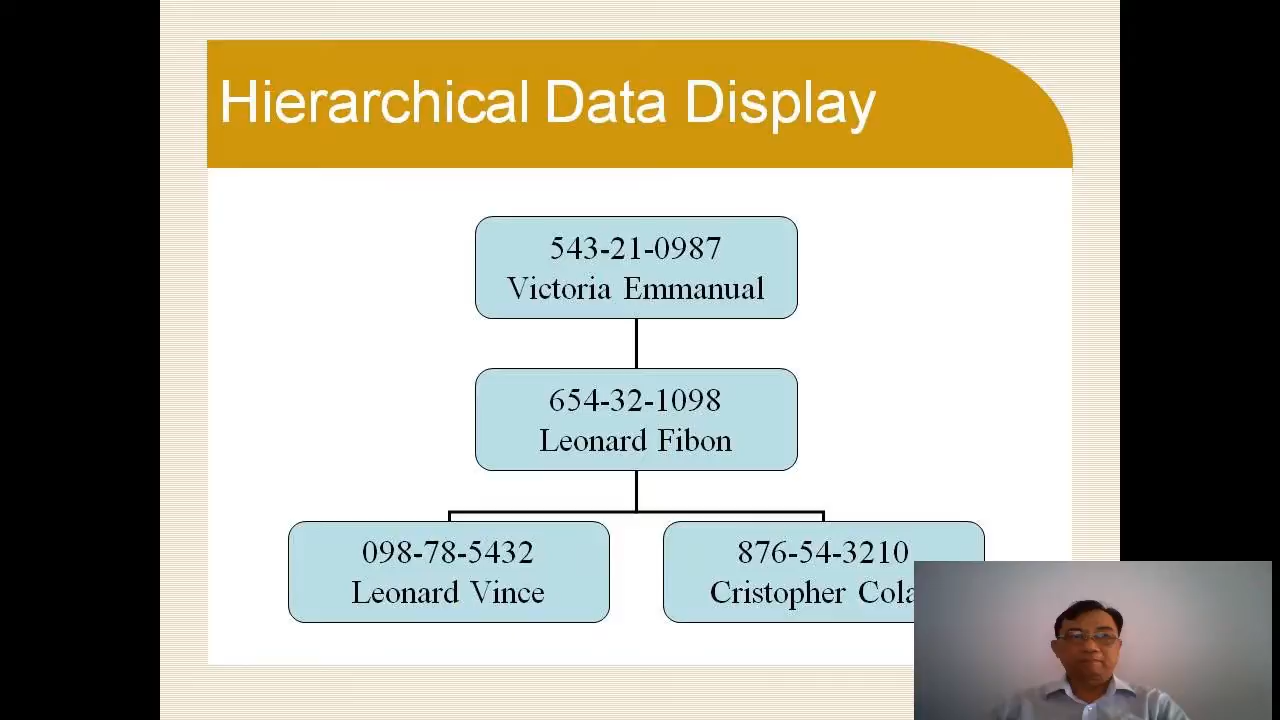 Hierarchical Data Display
543-21-0987
Victoria Emmanual
654-32-1098
Leonard Fibon
098-78-5432
Leonard Vince
876-54-3210
Cristopher